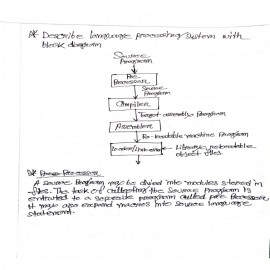 Describe language processing system with
block diagram
Source
Program
Pre
Processor
Source
Program
Compiler
Target assembly Program
Assembler
Re-locatable machine Program
Loader/link-editor ← Library, relocatable
object files.
Pre Processor
A Source Program may be divided into modules stored in
files. The task of collecting the Source Program is
entrusted to a separate program called pre Processor.
It may also expand macros into source language
statement.